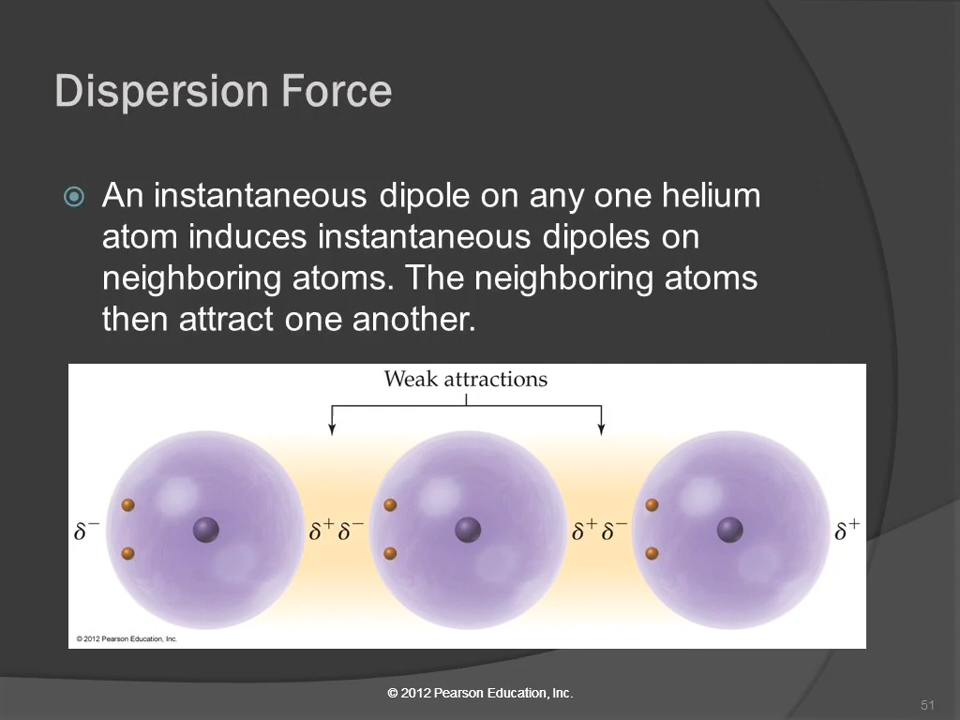 Dispersion Force
An instantaneous dipole on any one helium
atom induces instantaneous dipoles on
neighboring atoms. The neighboring atoms
then attract one another.
Weak attractions
δ⁻ δ⁺ δ⁻ δ⁺ δ⁻ δ⁺
© 2012 Pearson Education, Inc.
© 2012 Pearson Education, Inc.
51